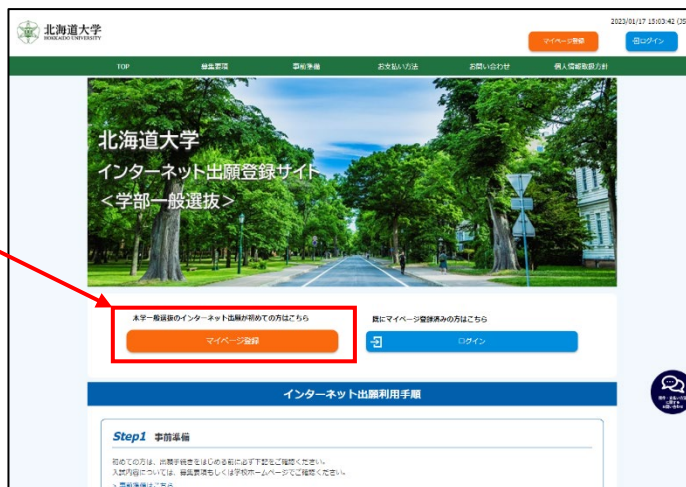 2023/01/17 15:03:42 (JS
北海道大学
HOKKAIDO UNIVERSITY
マイページ登録
ログイン
TOP
募集要項
事前準備
お支払い方法
お問い合わせ
個人情報取扱方針
北海道大学
インターネット出願登録サイト
<学部一般選抜>
本学一般選抜のインターネット出願が初めての方はこちら
既にマイページ登録済みの方はこちら
マイページ登録
ログイン
インターネット出願利用手順
Step1 事前準備
初めての方は、出願手続きをはじめる前に必ず下記をご確認ください。
入試内容については、募集要項もしくは学校ホームページでご確認ください。
> 事前準備はこちら